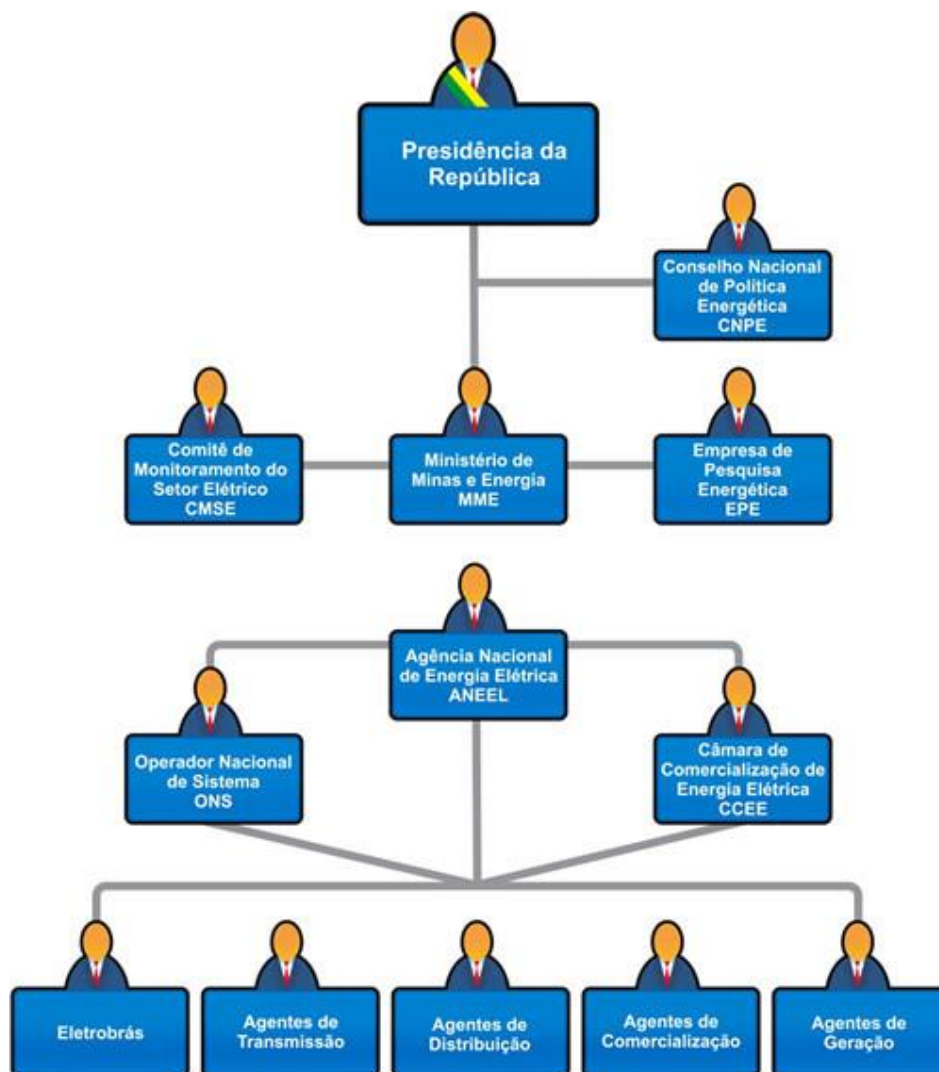 Presidência da
República
Conselho Nacional
de Política
Energética
CNPE
Comitê de
Monitoramento do
Setor Elétrico
CMSE
Ministério de
Minas e Energia
MME
Empresa de
Pesquisa
Energética
EPE
Agência Nacional
de Energia Elétrica
ANEEL
Operador Nacional
de Sistema
ONS
Câmara de
Comercialização de
Energia Elétrica
CCEE
Eletrobrás
Agentes de
Transmissão
Agentes de
Distribuição
Agentes de
Comercialização
Agentes de
Geração